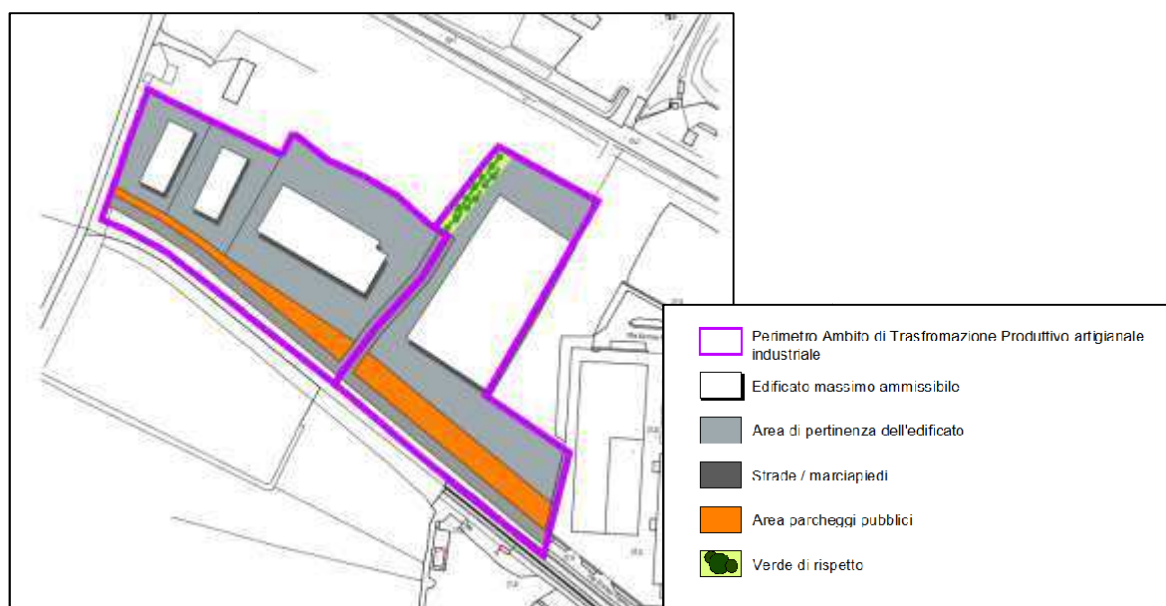 Perimetro Ambito di Trasfromazione Produttivo artigianale
industriale
Edificato massimo ammissibile
Area di pertinenza dell'edificato
Strade / marciapiedi
Area parcheggi pubblici
Verde di rispetto